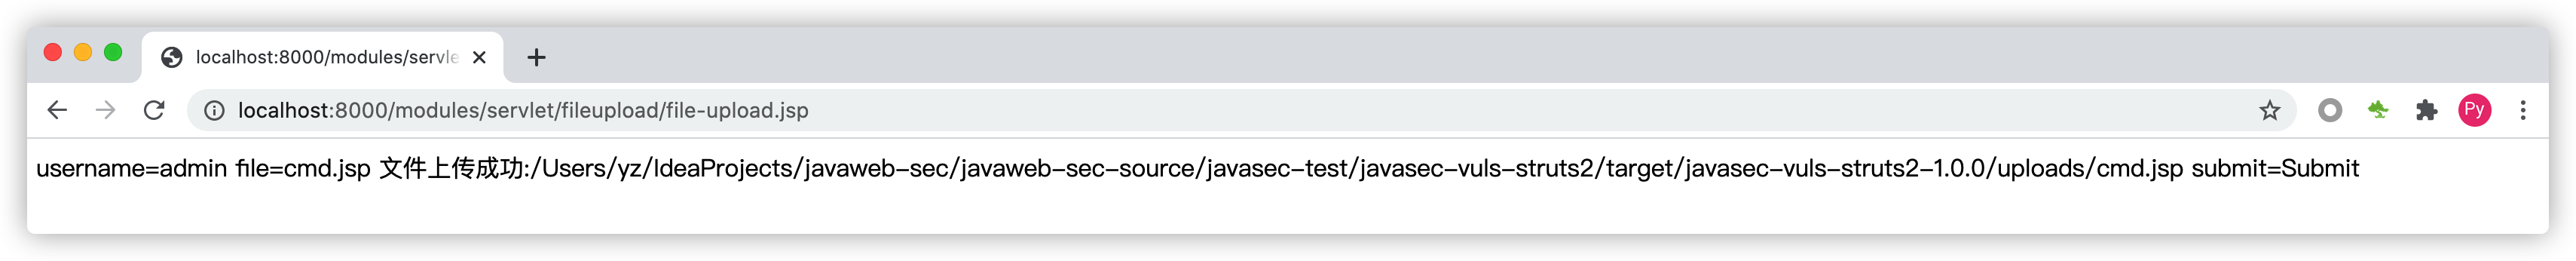 localhost:8000/modules/servle
localhost:8000/modules/servlet/fileupload/file-upload.jsp
Py
username=admin file=cmd.jsp 文件上传成功:/Users/yz/IdeaProjects/javaweb-sec/javaweb-sec-source/javasec-test/javasec-vuls-struts2/target/javasec-vuls-struts2-1.0.0/uploads/cmd.jsp submit=Submit